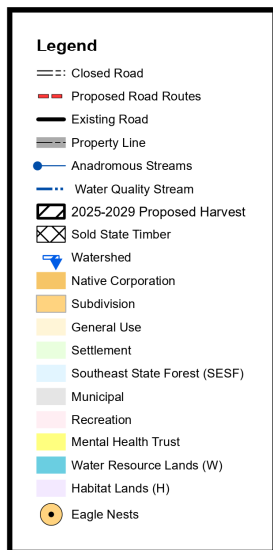 Legend
Closed Road
Proposed Road Routes
Existing Road
Property Line
Anadromous Streams
Water Quality Stream
2025-2029 Proposed Harvest
Sold State Timber
Watershed
Native Corporation
Subdivision
General Use
Settlement
Southeast State Forest (SESF)
Municipal
Recreation
Mental Health Trust
Water Resource Lands (W)
Habitat Lands (H)
Eagle Nests